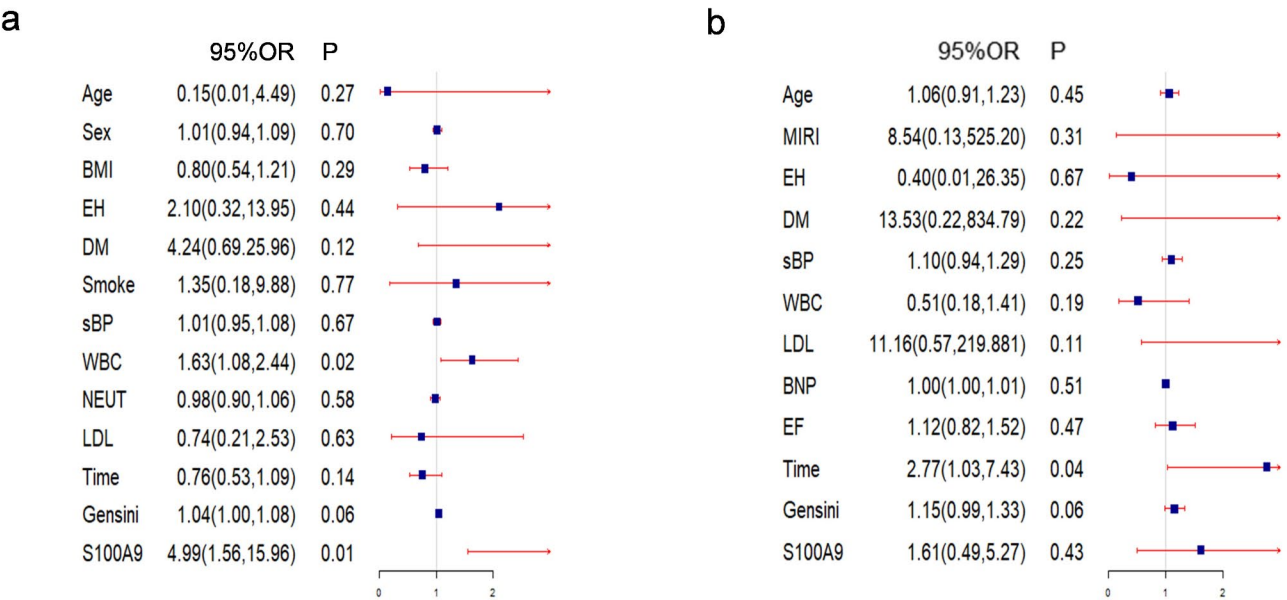 a
95%OR P
Age 0.15(0.01,4.49) 0.27
Sex 1.01(0.94,1.09) 0.70
BMI 0.80(0.54,1.21) 0.29
EH 2.10(0.32,13.95) 0.44
DM 4.24(0.69.25.96) 0.12
Smoke 1.35(0.18,9.88) 0.77
sBP 1.01(0.95,1.08) 0.67
WBC 1.63(1.08,2.44) 0.02
NEUT 0.98(0.90,1.06) 0.58
LDL 0.74(0.21,2.53) 0.63
Time 0.76(0.53,1.09) 0.14
Gensini 1.04(1.00,1.08) 0.06
S100A9 4.99(1.56,15.96) 0.01
0 1 2
b
95%OR P
Age 1.06(0.91,1.23) 0.45
MIRI 8.54(0.13,525.20) 0.31
EH 0.40(0.01,26.35) 0.67
DM 13.53(0.22,834.79) 0.22
sBP 1.10(0.94,1.29) 0.25
WBC 0.51(0.18,1.41) 0.19
LDL 11.16(0.57,219.881) 0.11
BNP 1.00(1.00,1.01) 0.51
EF 1.12(0.82,1.52) 0.47
Time 2.77(1.03,7.43) 0.04
Gensini 1.15(0.99,1.33) 0.06
S100A9 1.61(0.49,5.27) 0.43
0 1 2